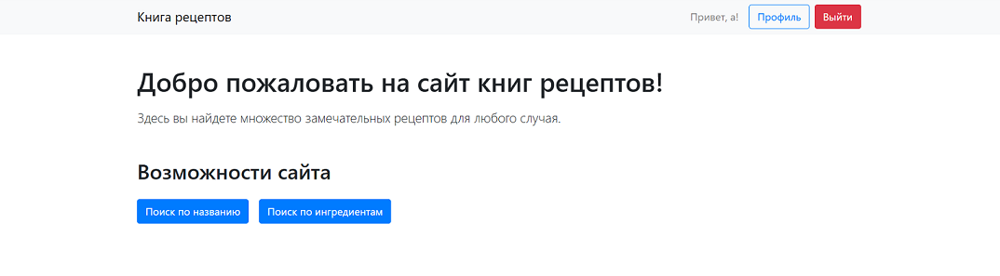 Книга рецептов Привет, а! Профиль Выйти
Добро пожаловать на сайт книг рецептов!
Здесь вы найдете множество замечательных рецептов для любого случая.
Возможности сайта
Поиск по названию Поиск по ингредиентам